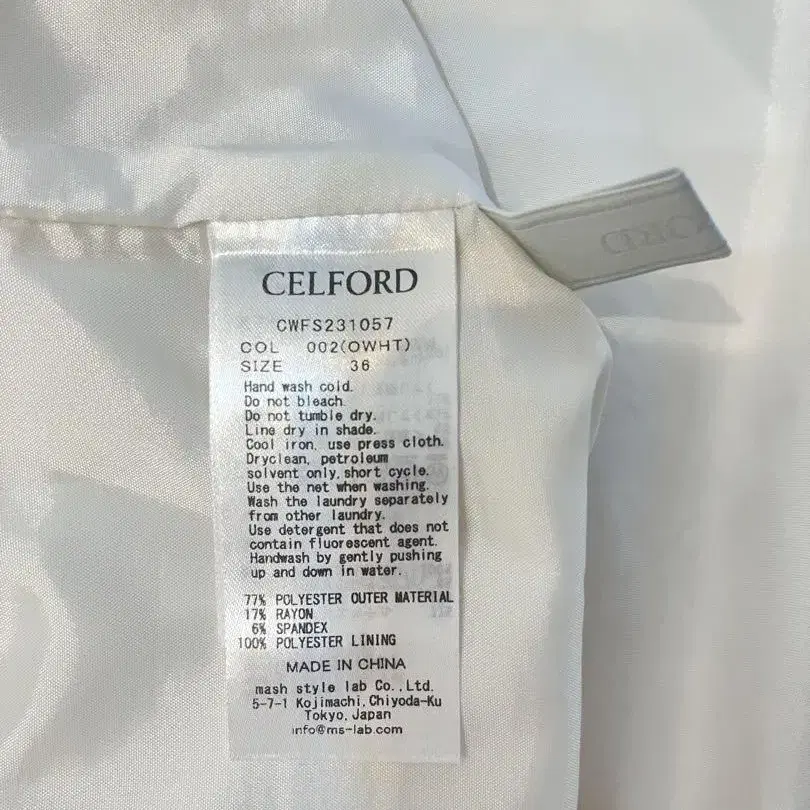 CELFORD
CWFS231057
COL 002(OWHT)
SIZE 36
Hand wash cold.
Do not bleach.
Do not tumble dry.
Line dry in shade.
Cool iron, use press cloth.
Dryclean, petroleum
solvent only, short cycle.
Use the net when washing.
Wash the laundry separately
from other laundry.
Use detergent that does not
contain fluorescent agent.
Handwash by gently pushing
up and down in water.
77% POLYESTER OUTER MATERIAL
17% RAYON
6% SPANDEX
100% POLYESTER LINING
MADE IN CHINA
mash style lab Co.,Ltd.
5-7-1 Kojimachi,Chiyoda-Ku
Tokyo,Japan
info@ms-lab.com